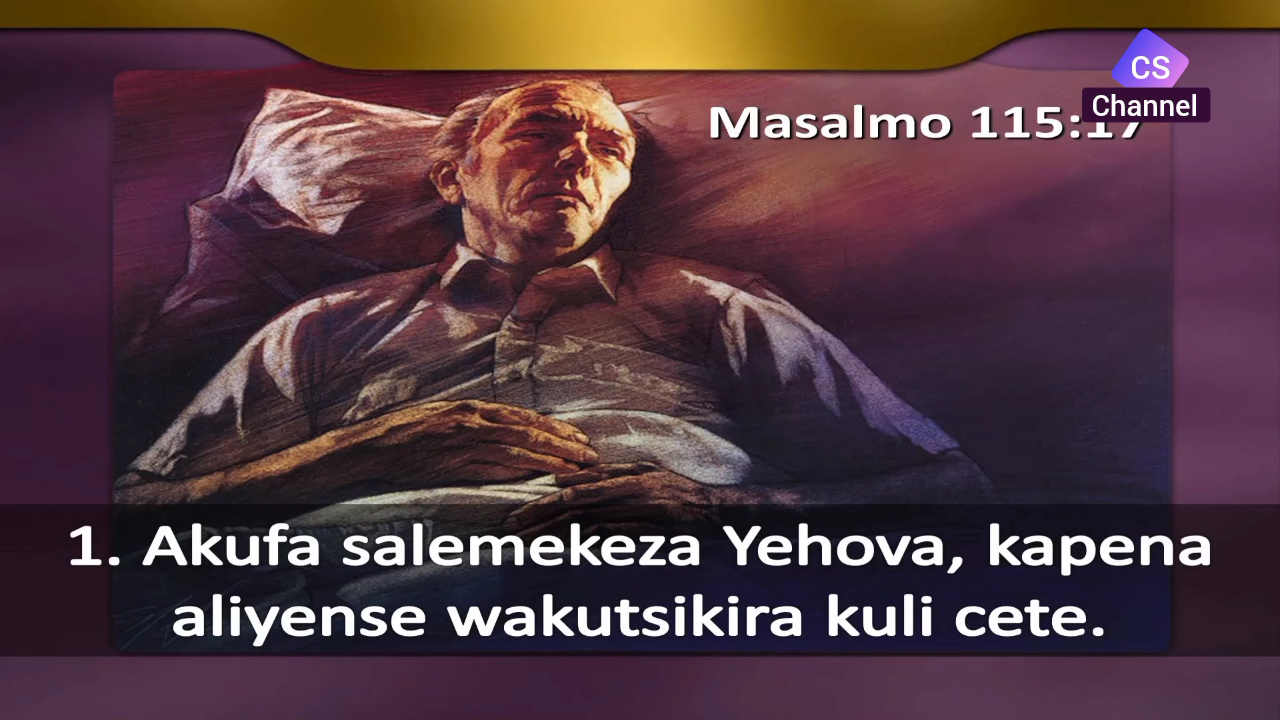 CS
Channel
Masalmo 115:17
1. Akufa salemekeza Yehova, kapena
aliyense wakutsikira kuli cete.